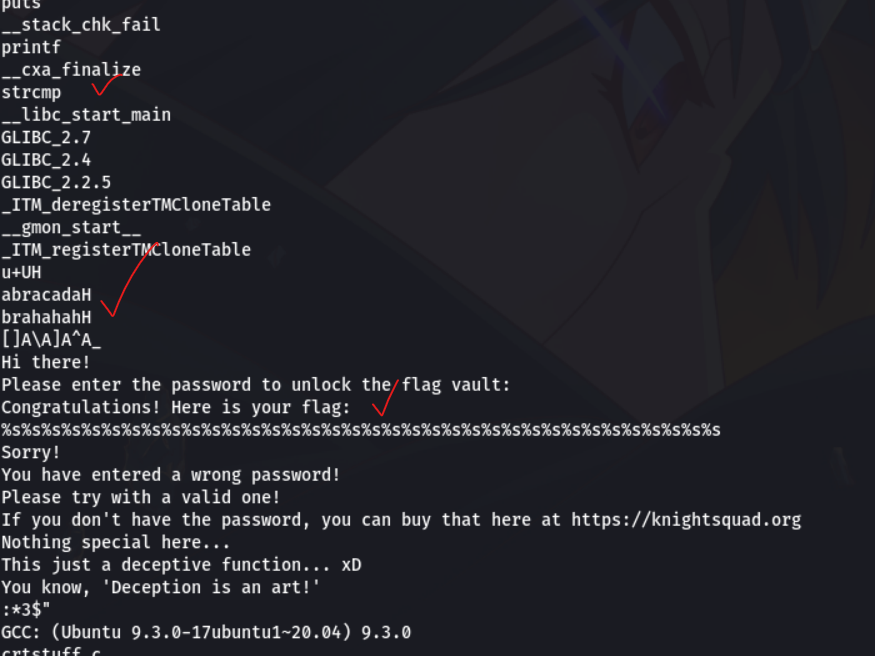 puts
__stack_chk_fail
printf
__cxa_finalize
strcmp
__libc_start_main
GLIBC_2.7
GLIBC_2.4
GLIBC_2.2.5
_ITM_deregisterTMCloneTable
__gmon_start__
_ITM_registerTMCloneTable
u+UH
abracadaH
brahahahH
[]A\A]A^A_
Hi there!
Please enter the password to unlock the flag vault:
Congratulations! Here is your flag:
%s%s%s%s%s%s%s%s%s%s%s%s%s%s%s%s%s%s%s%s%s%s%s%s%s%s%s%s%s%s%s%s%s%s%s%s
Sorry!
You have entered a wrong password!
Please try with a valid one!
If you don't have the password, you can buy that here at https://knightsquad.org
Nothing special here...
This just a deceptive function... xD
You know, 'Deception is an art!'
:*3$"
GCC: (Ubuntu 9.3.0-17ubuntu1~20.04) 9.3.0
crtstuff.c